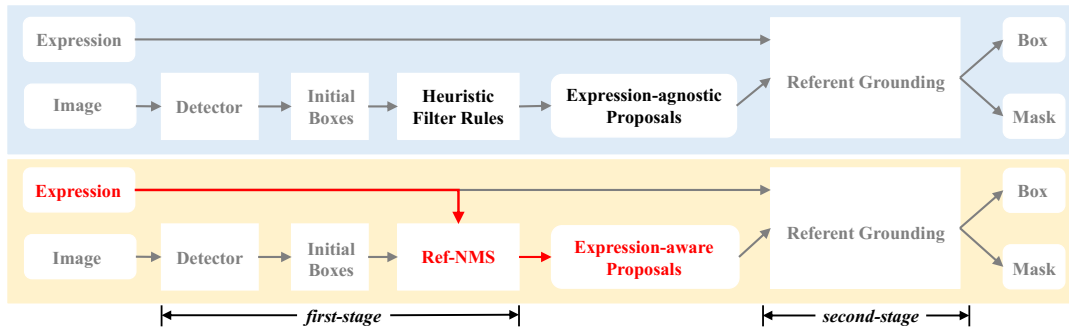 Expression
Image
Detector
Initial
Boxes
Heuristic
Filter Rules
Expression-agnostic
Proposals
Referent Grounding
Box
Mask
Expression
Image
Detector
Initial
Boxes
Ref-NMS
Expression-aware
Proposals
Referent Grounding
Box
Mask
first-stage
second-stage